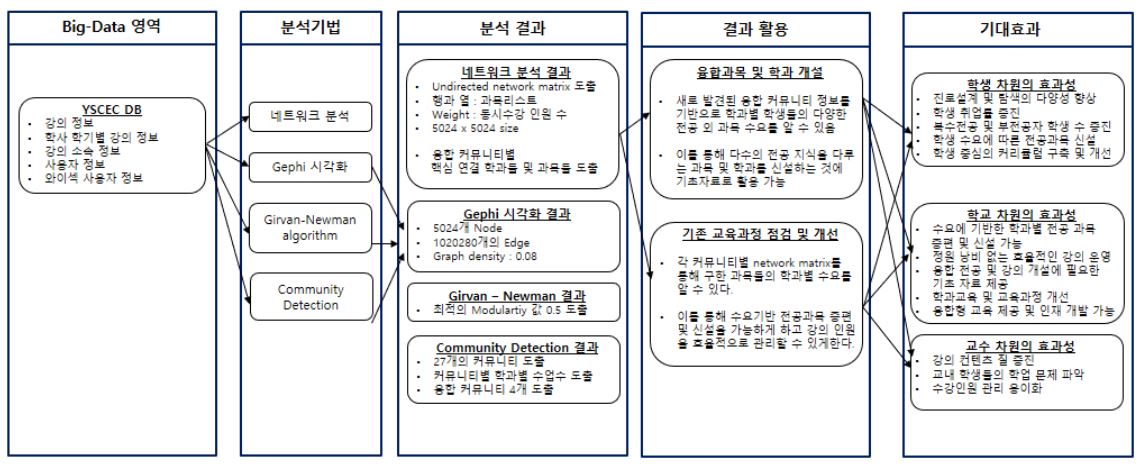 Big-Data 영역
YSCEC DB
• 강의 정보
• 학사 학기별 강의 정보
• 강의 소속 정보
• 사용자 정보
• 와이섹 사용자 정보
분석기법
네트워크 분석
Gephi 시각화
Girvan-Newman
algorithm
Community
Detection
분석 결과
네트워크 분석 결과
• Undirected network matrix 도출
• 행과 열 : 과목리스트
• Weight : 동시수강 인원 수
• 5024 x 5024 size
• 융합 커뮤니티별
핵심 연결 학과들 및 과목들 도출
Gephi 시각화 결과
• 5024개 Node
• 1020280개의 Edge
• Graph density : 0.08
Girvan – Newman 결과
• 최적의 Modulartiy 값 0.5 도출
Community Detection 결과
• 27개의 커뮤니티 도출
• 커뮤니티별 학과별 수업수 도출
• 융합 커뮤니티 4개 도출
결과 활용
융합과목 및 학과 개설
• 새로 발견된 융합 커뮤니티 정보를
기반으로 학과별 학생들의 다양한
전공 외 과목 수요를 알 수 있음
• 이를 통해 다수의 전공 지식을 다루
는 과목 및 학과를 신설하는 것에
기초자료로 활용 가능
기존 교육과정 점검 및 개선
• 각 커뮤니티별 network matrix를
통해 구한 과목들의 학과별 수요를
알 수 있다.
• 이를 통해 수요기반 전공과목 증편
및 신설을 가능하게 하고 강의 인원
을 효율적으로 관리할 수 있게한다.
기대효과
학생 차원의 효과성
• 진로설계 및 탐색의 다양성 향상
• 학생 취업률 증진
• 복수전공 및 부전공자 학생 수 증진
• 학생 수요에 따른 전공과목 신설
• 학생 중심의 커리큘럼 구축 및 개선
학교 차원의 효과성
• 수요에 기반한 학과별 전공 과목
증편 및 신설 가능
• 정원 낭비 없는 효율적인 강의 운영
• 융합 전공 및 강의 개설에 필요한
기초 자료 제공
• 학과교육 및 교육과정 개선
• 융합형 교육 제공 및 인재 개발 가능
교수 차원의 효과성
• 강의 컨텐츠 질 증진
• 교내 학생들의 학업 문제 파악
• 수강인원 관리 용이화